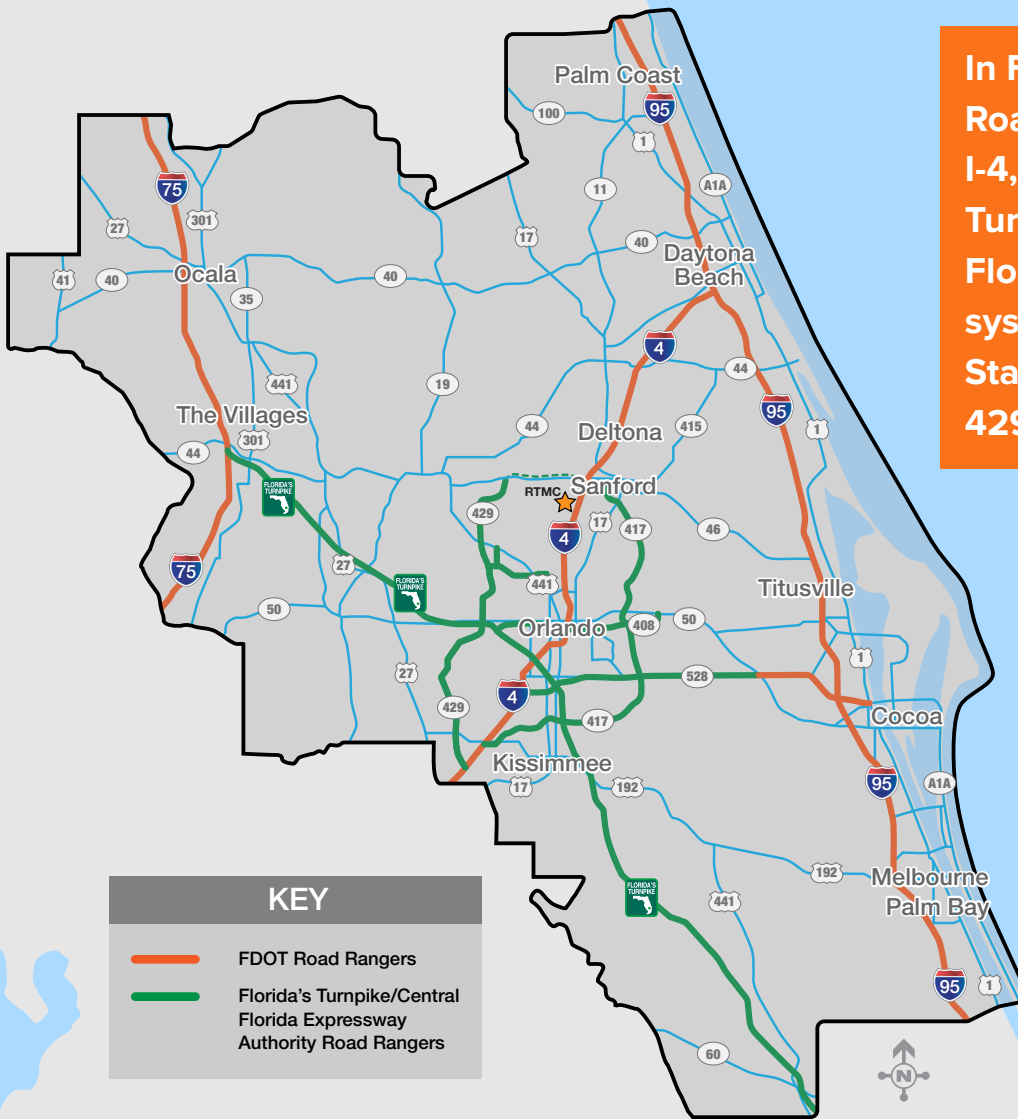 Palm Coast
95
100
1
11
A1A
75
301
27
17
40
Daytona
Beach
41
40
Ocala
40
35
4
44
441
19
95
The Villages
301
44
44
Deltona
415
1
RTMC
Sanford
FLORIDA'S
TURNPIKE
429
17
417
46
4
75
27
441
Titusville
FLORIDA'S
TURNPIKE
50
Orlando
408
50
1
27
4
528
429
417
Cocoa
Kissimmee
17
192
95
A1A
192
Melbourne
Palm Bay
FLORIDA'S
TURNPIKE
441
95
1
60
N
KEY
FDOT Road Rangers
Florida's Turnpike/Central
Florida Expressway
Authority Road Rangers
In F
Roa
I-4,
Tur
Flo
sys
Sta
429